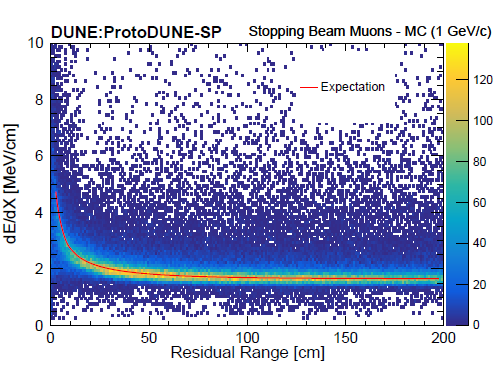 DUNE:ProtoDUNE-SP Stopping Beam Muons - MC (1 GeV/c)
10
8
6
4
2
0
dE/dX [MeV/cm]
Expectation
120
100
80
60
40
20
0
0 50 100 150 200
Residual Range [cm]